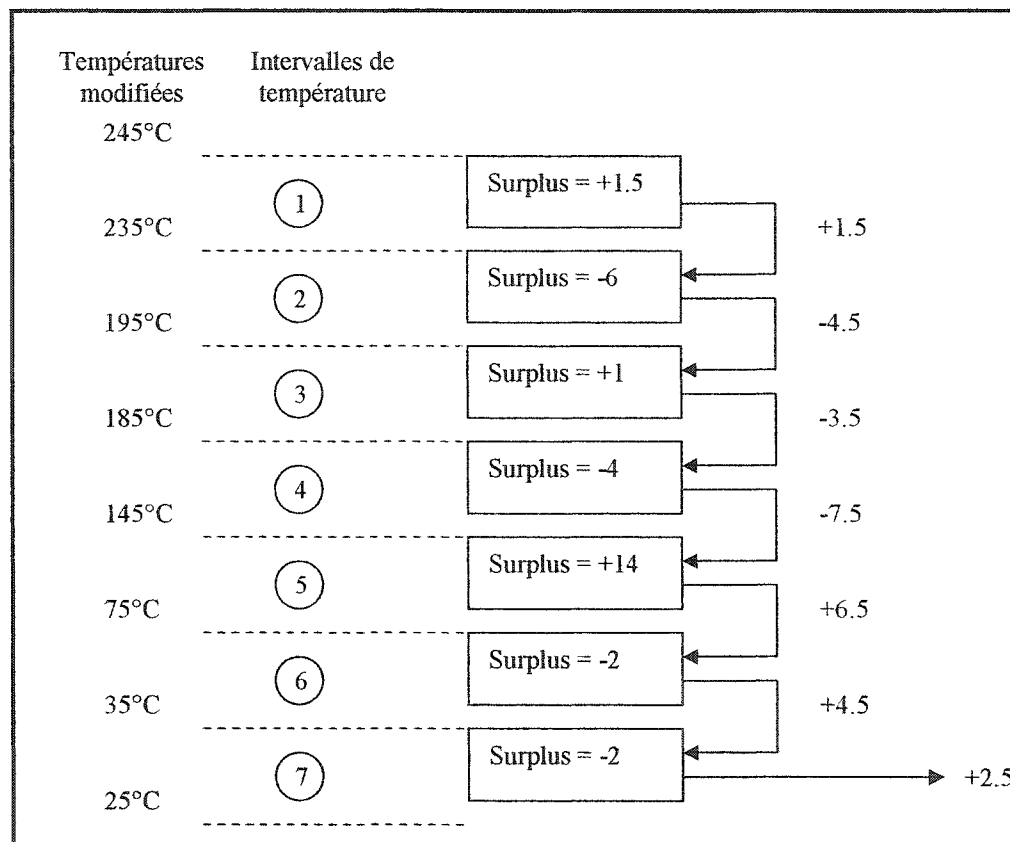 Températures Intervalles de
modifiées température
245°C
Surplus = +1.5
1
235°C +1.5
Surplus = -6
2
195°C -4.5
Surplus = +1
3
185°C -3.5
Surplus = -4
4
145°C -7.5
Surplus = +14
5
75°C +6.5
Surplus = -2
6
35°C +4.5
Surplus = -2
7 +2.5
25°C